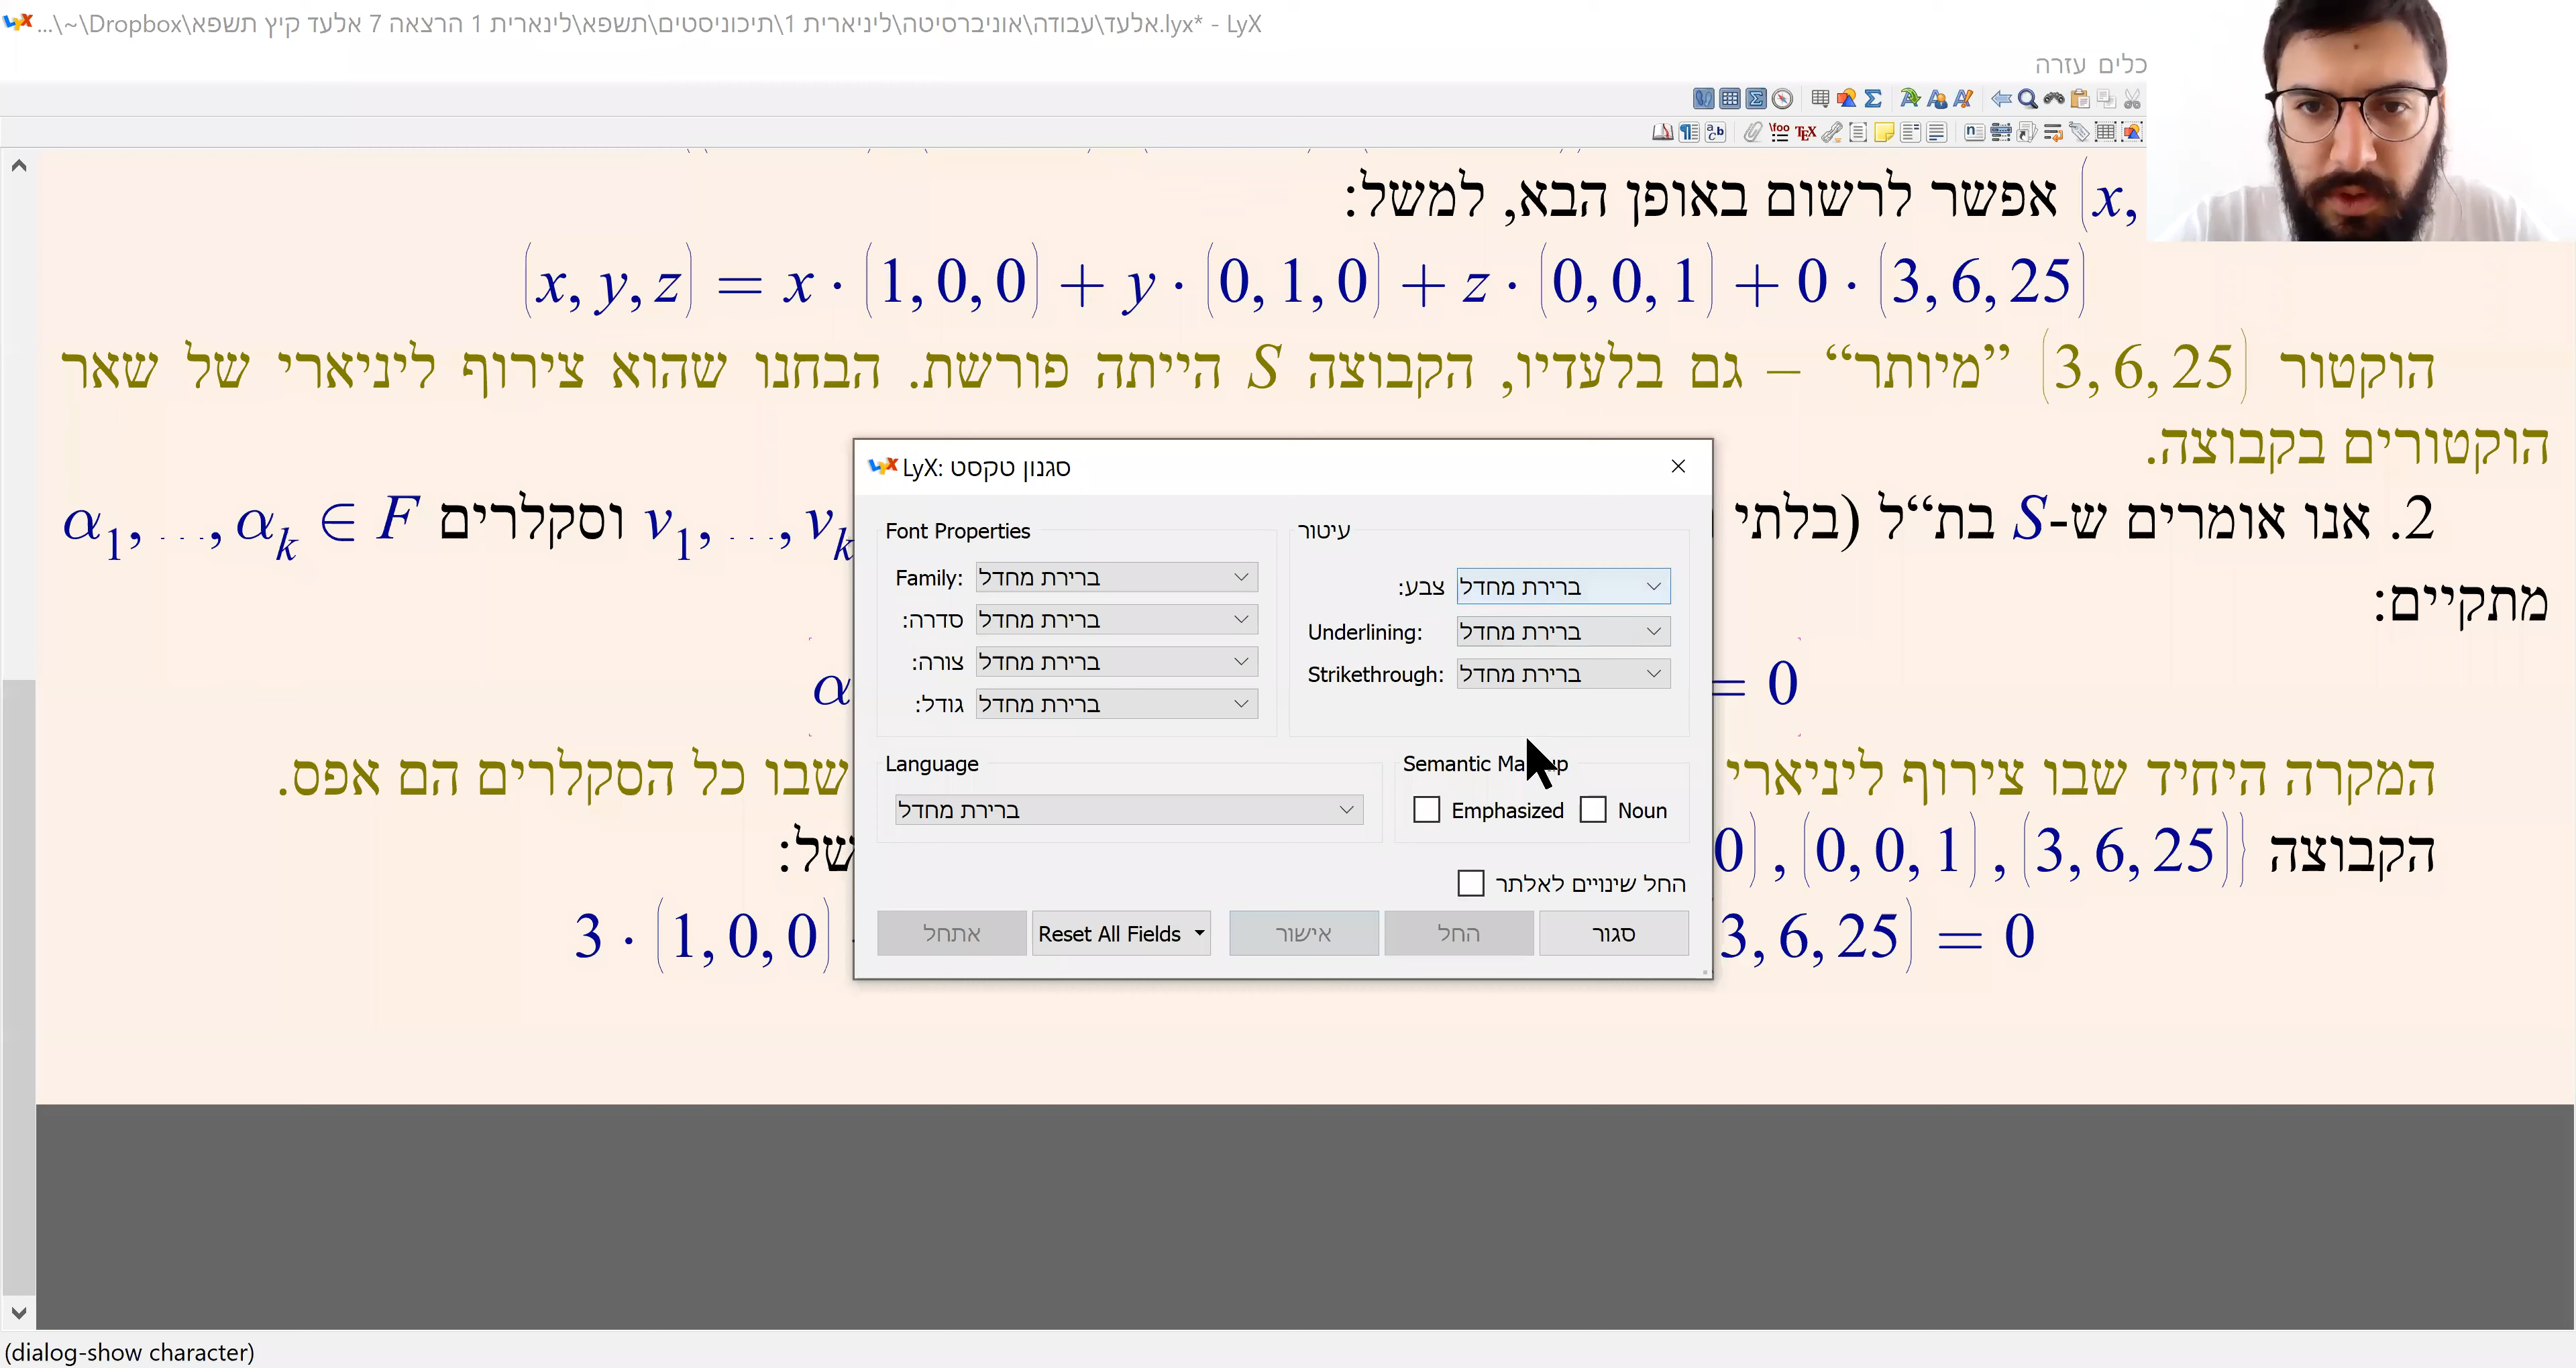 ...\~\Dropbox\אלעד\עבודה\אוניברסיטה\ליניארית 1\תיכוניסטים\תשפא\לינארית 1 הרצאה 7 אלעד קיץ תשפא.lyx* - LyX
כלים עזרה
(x, אפשר לרשום באופן הבא, למשל:
(x, y, z) = x · (1, 0, 0) + y · (0, 1, 0) + z · (0, 0, 1) + 0 · (3, 6, 25)
הוקטור (3, 6, 25) ”מיותר“ – גם בלעדיו, הקבוצה S הייתה פורשת. הבחנו שהוא צירוף ליניארי של שאר
הוקטורים בקבוצה.
2. אנו אומרים ש-S בת“ל (בלתי v₁, …, vₖ וסקלרים α₁, …, αₖ ∈ F
מתקיים:
α = 0
המקרה היחיד שבו צירוף ליניארי שבו כל הסקלרים הם אפס.
הקבוצה 0) , (0, 0, 1) , (3, 6, 25)} של:
3 · (1, 0, 0) 3, 6, 25) = 0
LyX: סגנון טקסט
Font Properties
Family: ברירת מחדל
סדרה: ברירת מחדל
צורה: ברירת מחדל
גודל: ברירת מחדל
עיטור
צבע: ברירת מחדל
Underlining: ברירת מחדל
Strikethrough: ברירת מחדל
Language
ברירת מחדל
Semantic
Emphasized Noun
החל שינויים לאלתר
אתחל Reset All Fields אישור החל סגור
(dialog-show character)